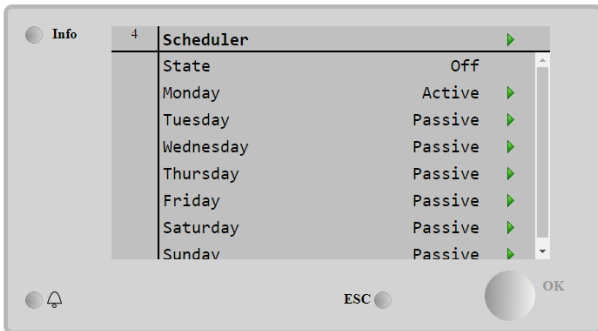 Info
4 Scheduler
State Off
Monday Active
Tuesday Passive
Wednesday Passive
Thursday Passive
Friday Passive
Saturday Passive
Sunday Passive
ESC OK